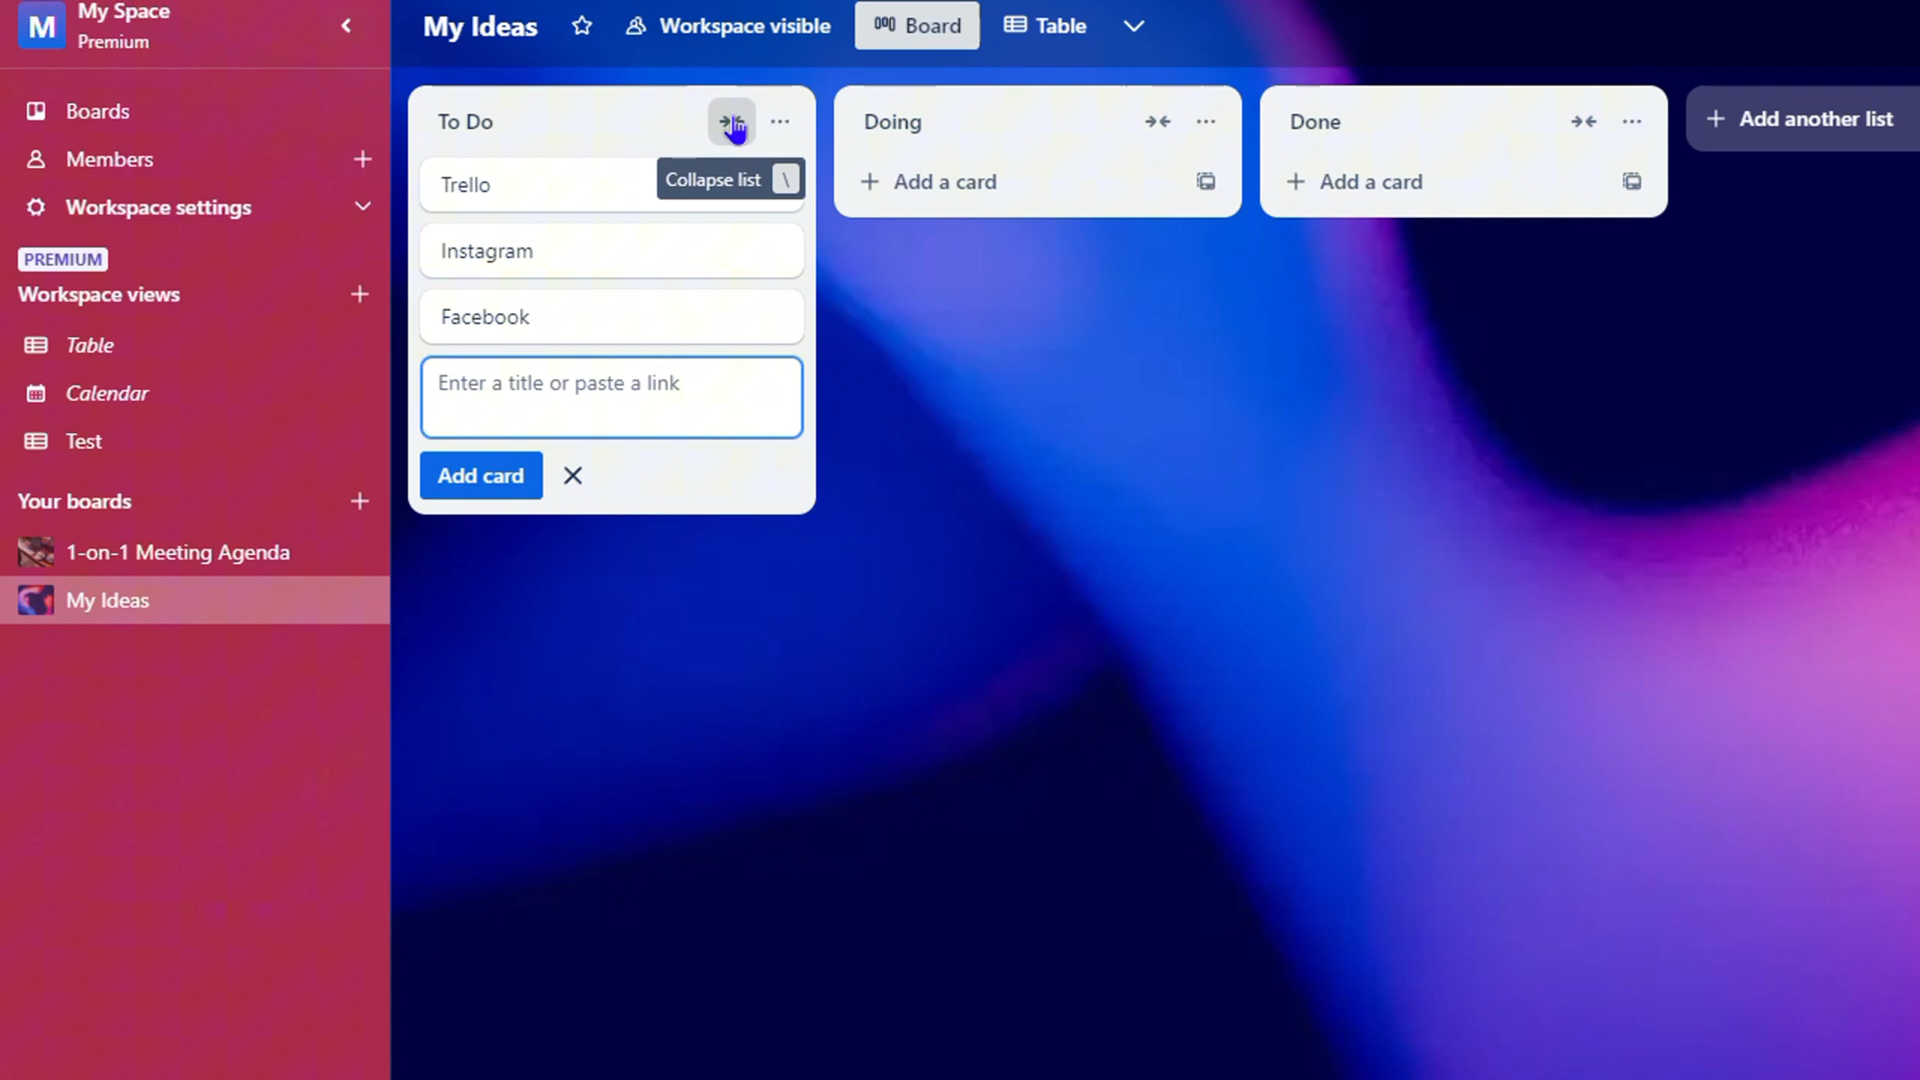 M
My Space
Premium
Boards
Members
Workspace settings
PREMIUM
Workspace views
Table
Calendar
Test
Your boards
1-on-1 Meeting Agenda
My Ideas
My Ideas
Workspace visible
Board
Table
To Do
Collapse list \
Trello
Instagram
Facebook
Enter a title or paste a link
Add card
Doing
Add a card
Done
Add a card
Add another list